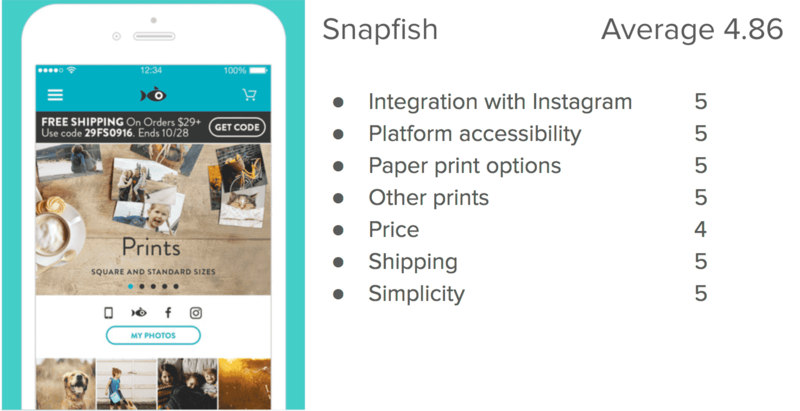 Snapfish Average 4.86
12:34 100%
FREE SHIPPING On Orders $29+
Use code 29FS0916. Ends 10/28
GET CODE
Prints
SQUARE AND STANDARD SIZES
MY PHOTOS
Integration with Instagram 5
Platform accessibility 5
Paper print options 5
Other prints 5
Price 4
Shipping 5
Simplicity 5